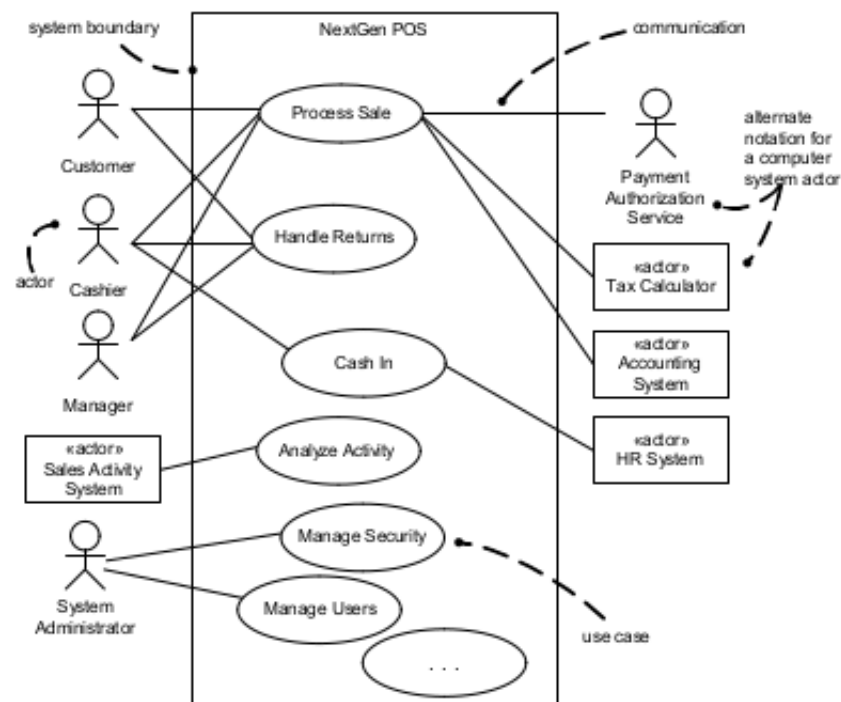 system boundary
NextGen POS
communication
Process Sale
Customer
alternate
notation for
a computer
system actor
Payment
Authorization
Service
Handle Returns
actor
Cashier
«actor»
Tax Calculator
Cash In
«actor»
Accounting
System
Manager
«actor»
Sales Activity
System
Analyze Activity
«actor»
HR System
Manage Security
System
Administrator
Manage Users
use case
. . .